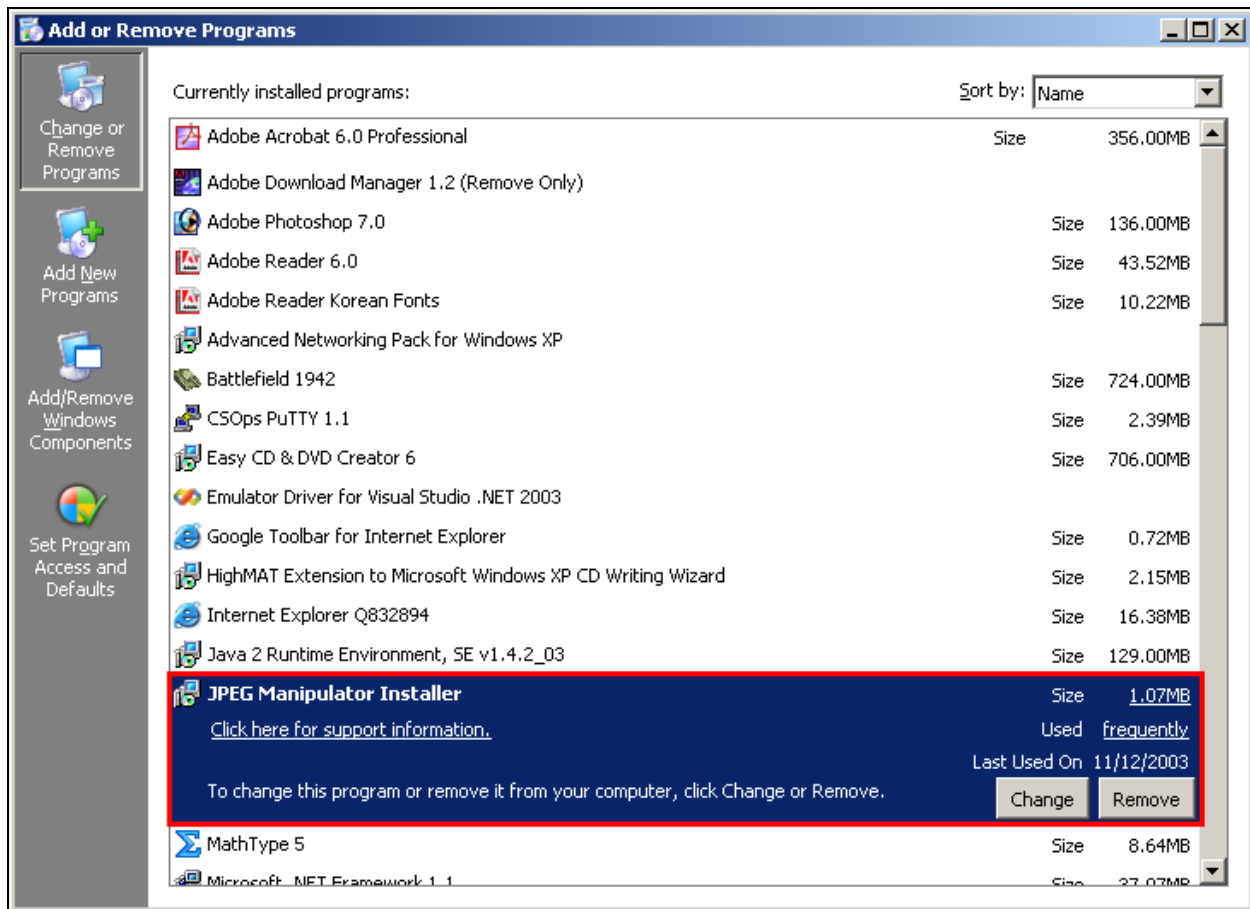 Add or Remove Programs
Change or
Remove
Programs
Add New
Programs
Add/Remove
Windows
Components
Set Program
Access and
Defaults
Currently installed programs:
Sort by: Name
Adobe Acrobat 6.0 Professional Size 356.00MB
Adobe Download Manager 1.2 (Remove Only)
Adobe Photoshop 7.0 Size 136.00MB
Adobe Reader 6.0 Size 43.52MB
Adobe Reader Korean Fonts Size 10.22MB
Advanced Networking Pack for Windows XP
Battlefield 1942 Size 724.00MB
CSOps PuTTY 1.1 Size 2.39MB
Easy CD & DVD Creator 6 Size 706.00MB
Emulator Driver for Visual Studio .NET 2003
Google Toolbar for Internet Explorer Size 0.72MB
HighMAT Extension to Microsoft Windows XP CD Writing Wizard Size 2.15MB
Internet Explorer Q832894 Size 16.38MB
Java 2 Runtime Environment, SE v1.4.2_03 Size 129.00MB
JPEG Manipulator Installer Size 1.07MB
Click here for support information. Used frequently
Last Used On 11/12/2003
To change this program or remove it from your computer, click Change or Remove. Change Remove
MathType 5 Size 8.64MB
Microsoft .NET Framework 1.1 Size 37.07MB